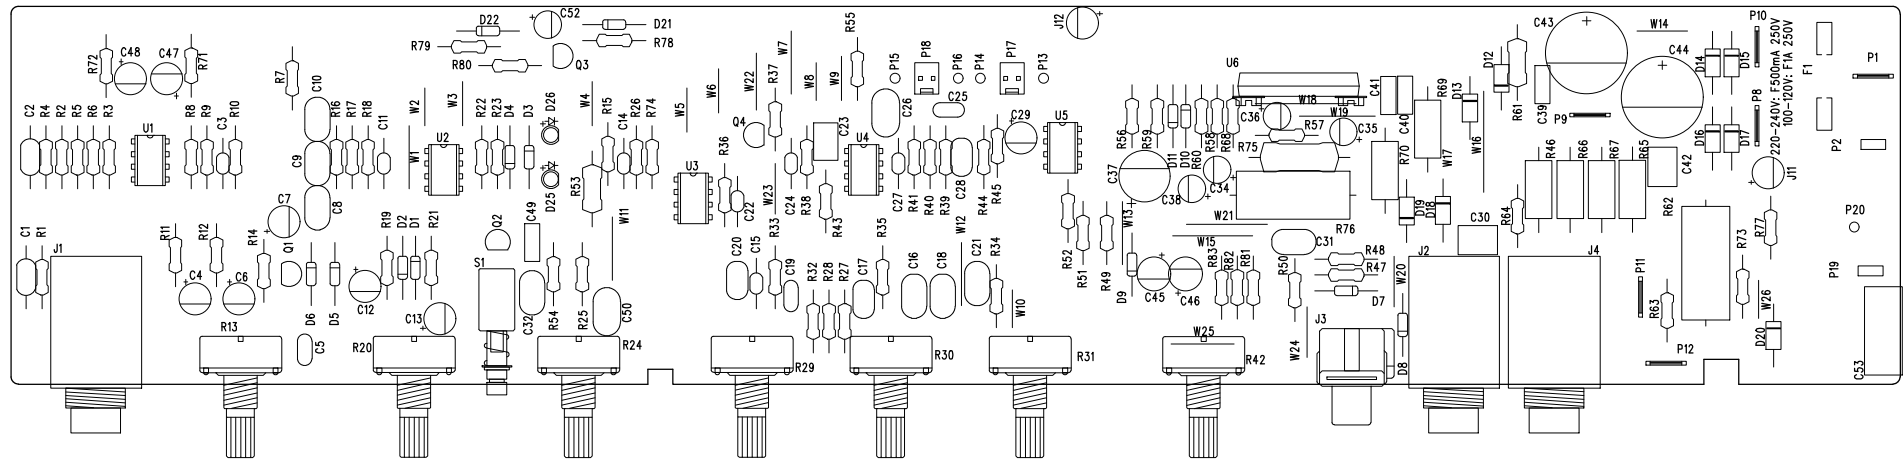 D22
C52
D21
R79
R78
R80
Q3
C48
C47
R72
R71
R7
C10
W2
W3
W4
W5
W6
W22
W7
R37
W8
W9
R55
P15
P18
P16
P14
P17
P13
J12
U6
C43
W14
P10
C44
D12
R61
C39
P9
D14
D15
P8
D16
D17
220-240V: F500mA 250V
100-120V: F1A 250V
F1
P1
P2
C2
R4
R2
R5
R6
R3
U1
R8
R9
C3
R10
C9
R16
R17
R18
C11
W1
U2
R22
R23
D4
D3
D26
D25
R15
C14
R26
R74
R53
U3
R36
Q4
C22
W23
C24
R38
C23
R43
U4
C26
C25
C27
R41
R40
R39
C28
R44
R45
C29
U5
R56
R59
D11
D10
R60
R58
R68
C36
W18
W19
R57
C35
R75
C37
C38
C34
C41
C40
R69
D13
R70
W17
W16
R46
R66
R67
R65
C42
J11
C7
C8
C1
R1
J1
R11
R12
R14
Q1
C4
C6
D6
D5
C12
R19
D2
D1
R21
C13
Q2
C49
S1
C32
R54
R25
C50
W11
C20
C15
R33
C19
R32
R28
R27
C17
R35
C16
C18
W12
C21
R34
W10
R52
R51
R49
W13
D9
C45
C46
W21
W15
R83
R82
R81
R50
C31
R76
R48
R47
D7
W20
D19
D18
J2
C30
R64
J4
P11
R63
R62
R73
R77
W26
D20
P20
P19
C53
R13
C5
R20
R24
R29
R30
R31
W25
R42
W24
J3
D8
P12